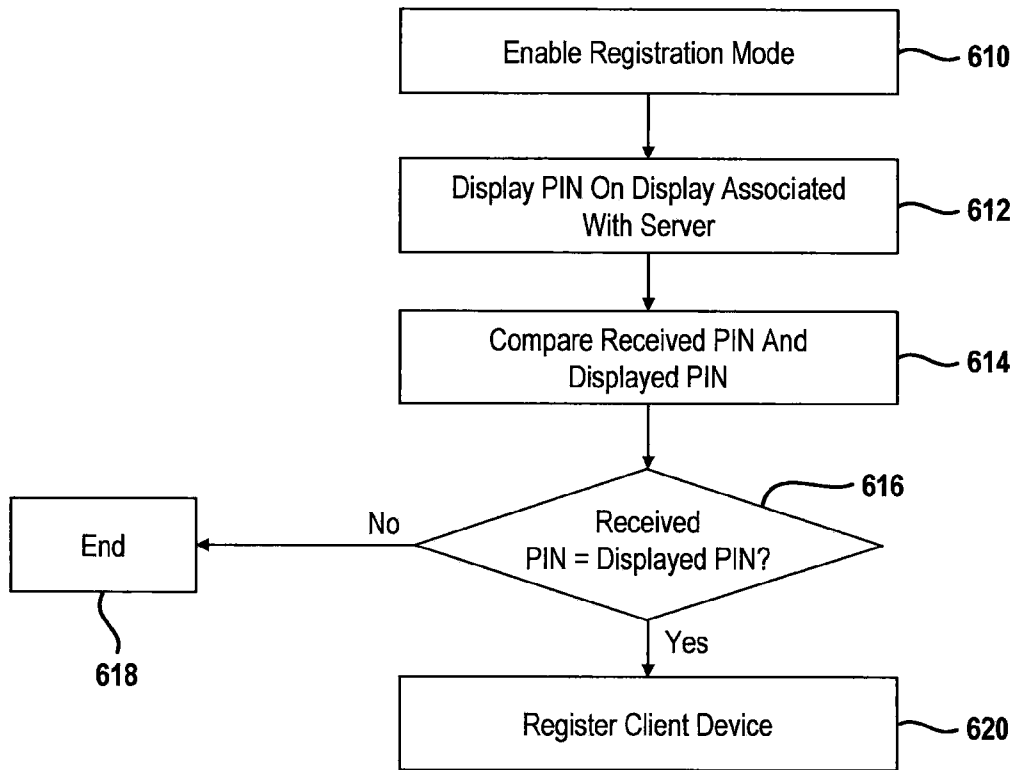 Enable Registration Mode
610
Display PIN On Display Associated
With Server
612
Compare Received PIN And
Displayed PIN
614
616
Received
PIN = Displayed PIN?
No
End
618
Yes
Register Client Device
620